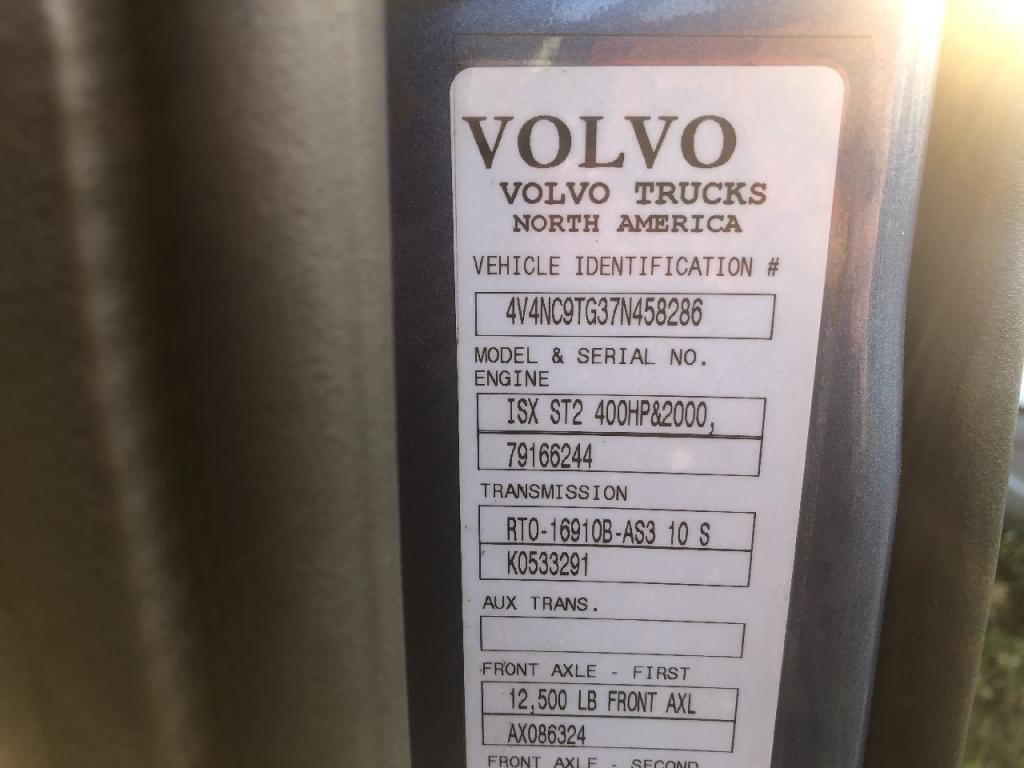 VOLVO
VOLVO TRUCKS
NORTH AMERICA
VEHICLE IDENTIFICATION #
4V4NC9TG37N458286
MODEL & SERIAL NO.
ENGINE
ISX ST2 400HP&2000,
79166244
TRANSMISSION
RTO-16910B-AS3 10 S
K0533291
AUX TRANS.
FRONT AXLE - FIRST
12,500 LB FRONT AXL
AX086324
FRONT AXLE - SECOND